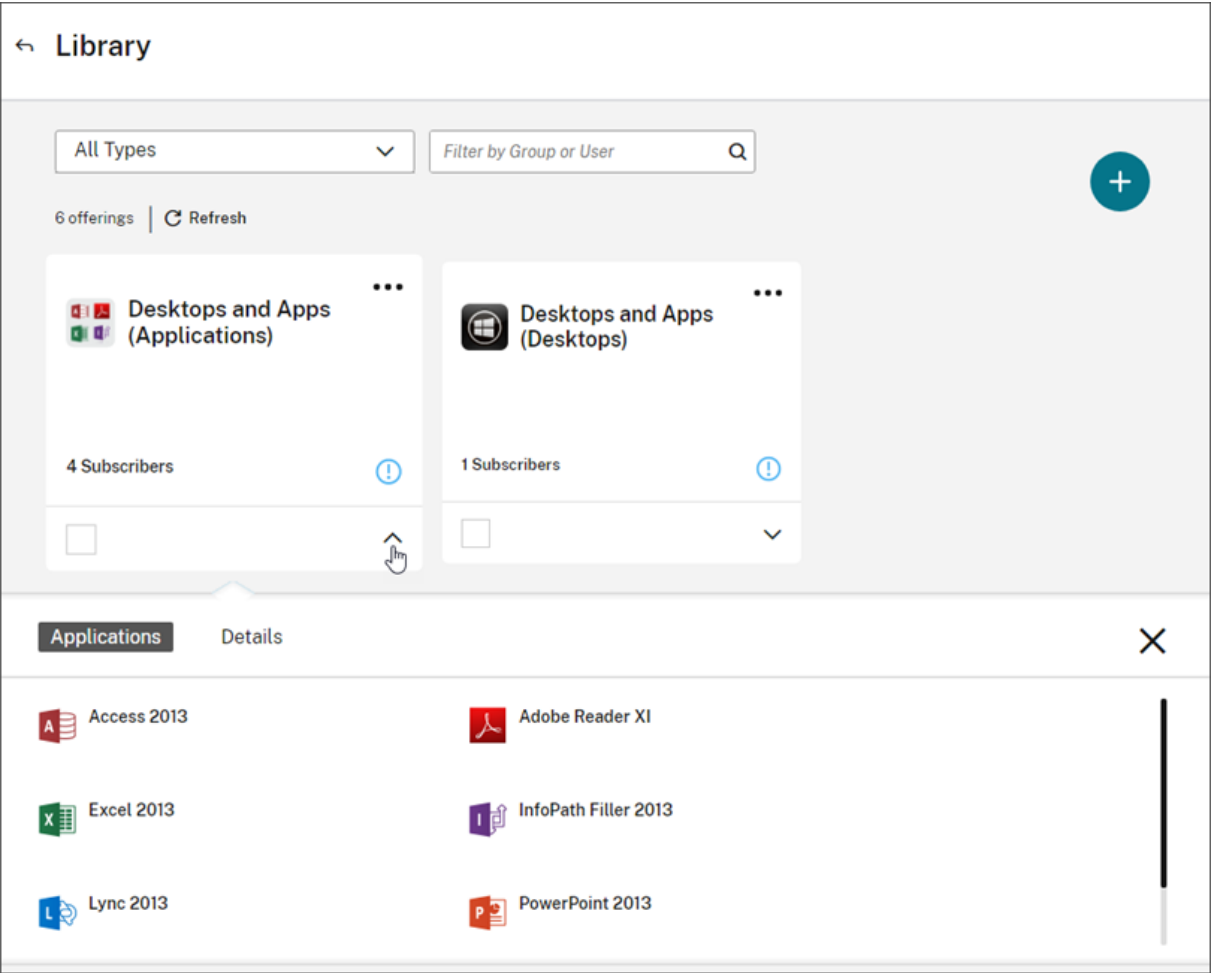 Library
All Types
Filter by Group or User
6 offerings
Refresh
Desktops and Apps
(Applications)
4 Subscribers
Desktops and Apps
(Desktops)
1 Subscribers
Applications
Details
Access 2013
Adobe Reader XI
Excel 2013
InfoPath Filler 2013
Lync 2013
PowerPoint 2013